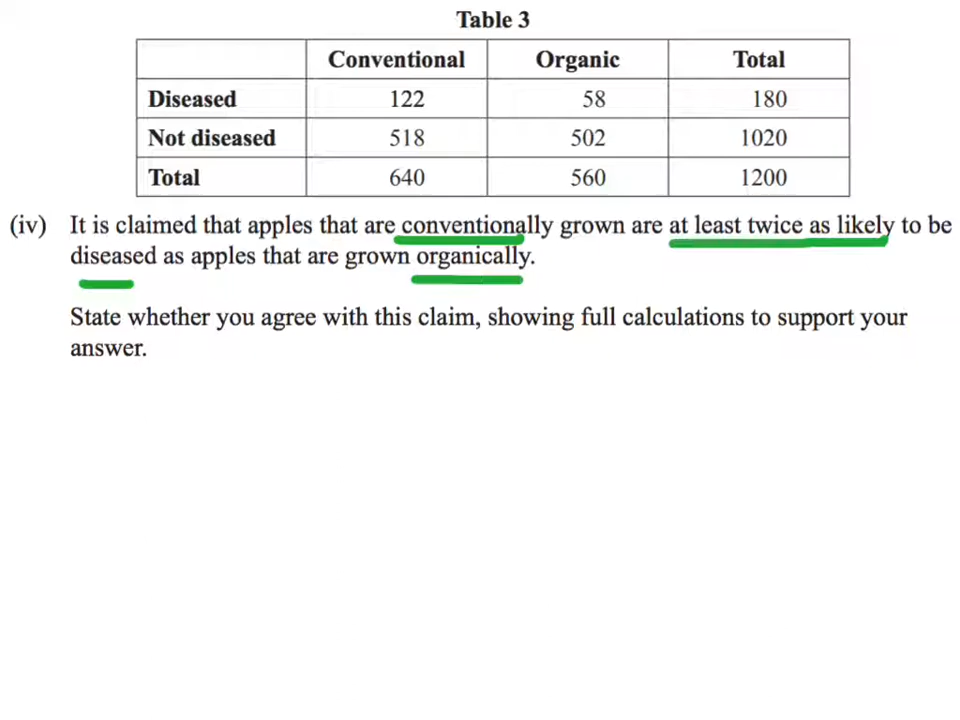 Table 3
Conventional Organic Total
Diseased 122 58 180
Not diseased 518 502 1020
Total 640 560 1200
(iv) It is claimed that apples that are conventionally grown are at least twice as likely to be
diseased as apples that are grown organically.
State whether you agree with this claim, showing full calculations to support your
answer.